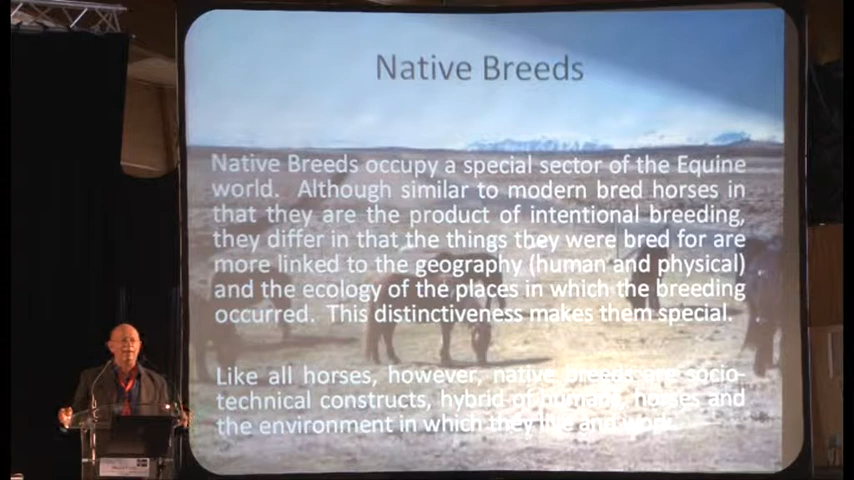 Native Breeds
Native Breeds occupy a special sector of the Equine
world. Although similar to modern bred horses in
that they are the product of intentional breeding,
they differ in that the things they were bred for are
more linked to the geography (human and physical)
and the ecology of the places in which the breeding
occurred. This distinctiveness makes them special.
Like all horses, however, native breeds are socio-
technical constructs, hybrid of humans, horses and
the environment in which they live and work.